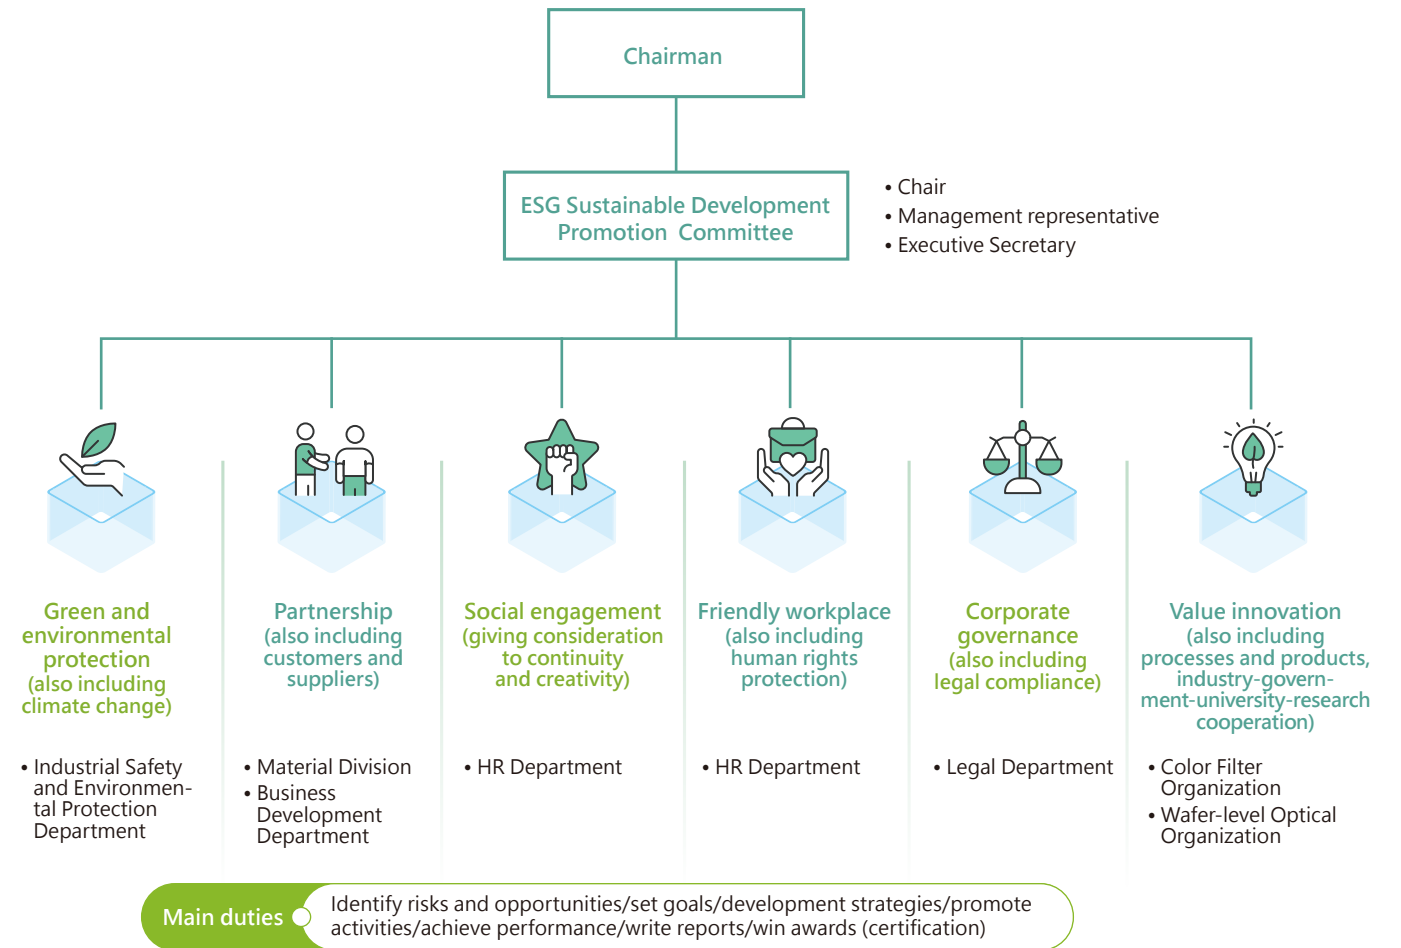 Chairman
ESG Sustainable Development
Promotion Committee
• Chair
• Management representative
• Executive Secretary
Green and
environmental
protection
(also including
climate change)
• Industrial Safety
and Environmen-
tal Protection
Department
Partnership
(also including
customers and
suppliers)
• Material Division
• Business
Development
Department
Social engagement
(giving consideration
to continuity
and creativity)
• HR Department
Friendly workplace
(also including
human rights
protection)
• HR Department
Corporate
governance
(also including
legal compliance)
• Legal Department
Value innovation
(also including
processes and products,
industry-govern-
ment-university-research
cooperation)
• Color Filter
Organization
• Wafer-level Optical
Organization
Main duties
Identify risks and opportunities/set goals/development strategies/promote
activities/achieve performance/write reports/win awards (certification)